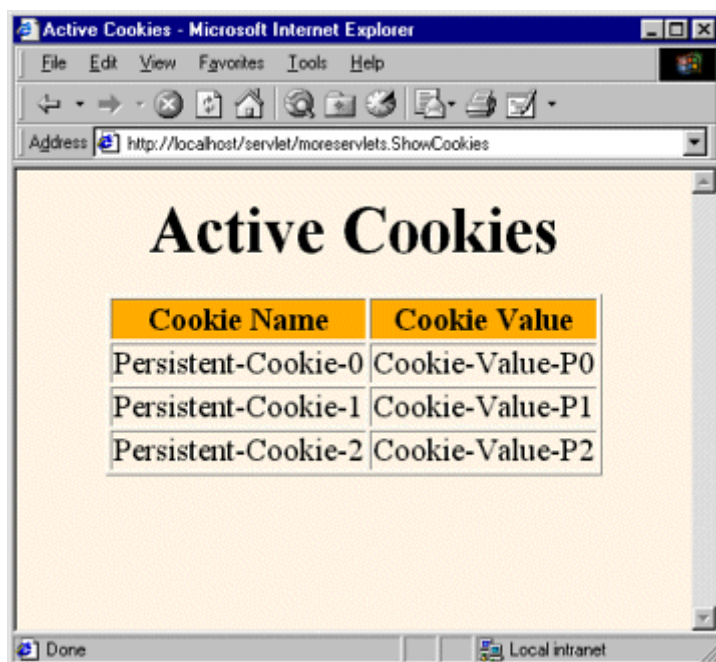 Active Cookies - Microsoft Internet Explorer
File Edit View Favorites Tools Help
Address http://localhost/servlet/moreservlets.ShowCookies
Active Cookies
Cookie Name Cookie Value
Persistent-Cookie-0 Cookie-Value-P0
Persistent-Cookie-1 Cookie-Value-P1
Persistent-Cookie-2 Cookie-Value-P2
Done Local intranet